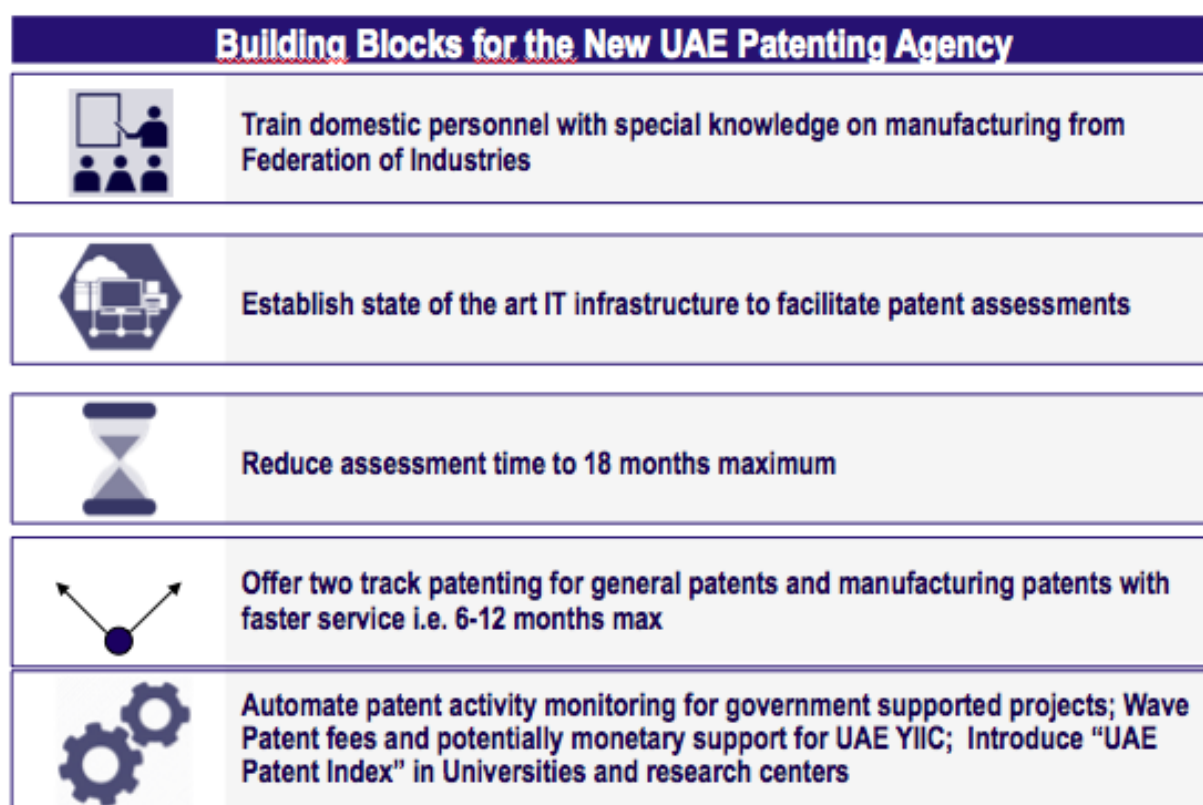 Building Blocks for the New UAE Patenting Agency
Train domestic personnel with special knowledge on manufacturing from
Federation of Industries
Establish state of the art IT infrastructure to facilitate patent assessments
Reduce assessment time to 18 months maximum
Offer two track patenting for general patents and manufacturing patents with
faster service i.e. 6-12 months max
Automate patent activity monitoring for government supported projects; Wave
Patent fees and potentially monetary support for UAE YIIC; Introduce “UAE
Patent Index” in Universities and research centers